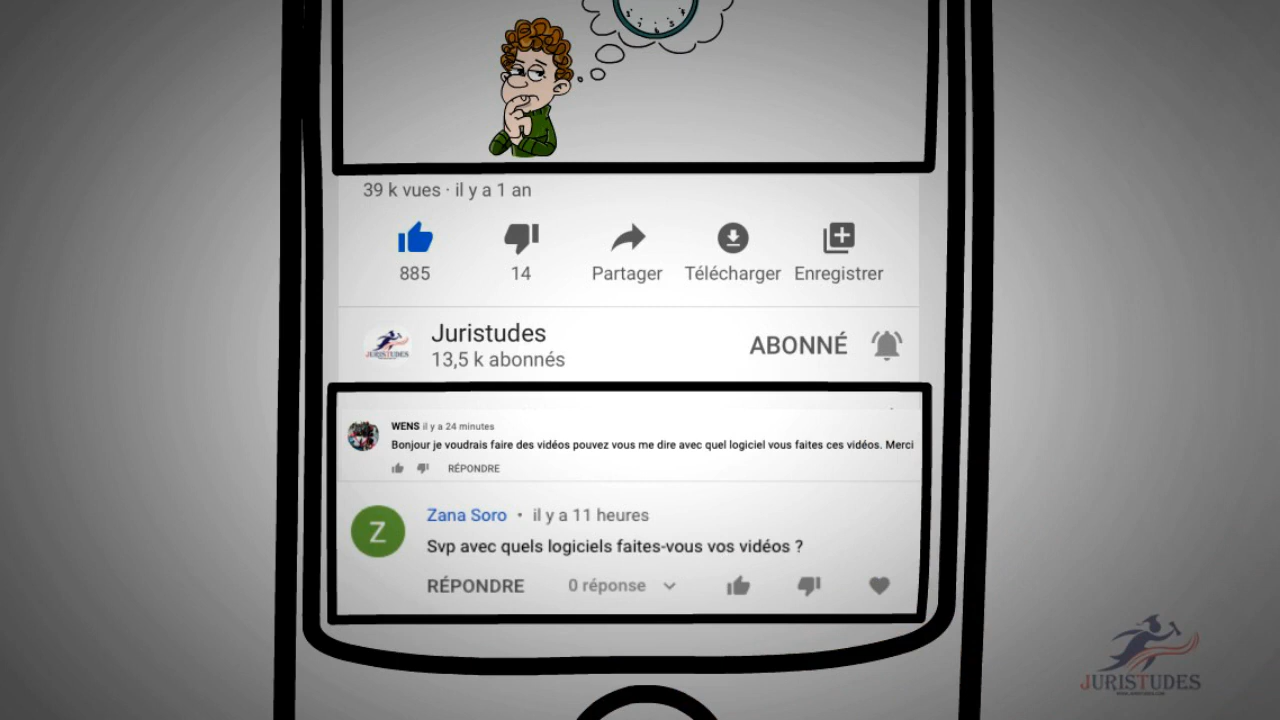 39 k vues · il y a 1 an
885
14
Partager
Télécharger
Enregistrer
Juristudes
13,5 k abonnés
ABONNÉ
JURISTUDES
WENS il y a 24 minutes
Bonjour je voudrais faire des vidéos pouvez vous me dire avec quel logiciel vous faites ces vidéos. Merci
RÉPONDRE
Z
Zana Soro • il y a 11 heures
Svp avec quels logiciels faites-vous vos vidéos ?
RÉPONDRE
0 réponse
JURISTUDES